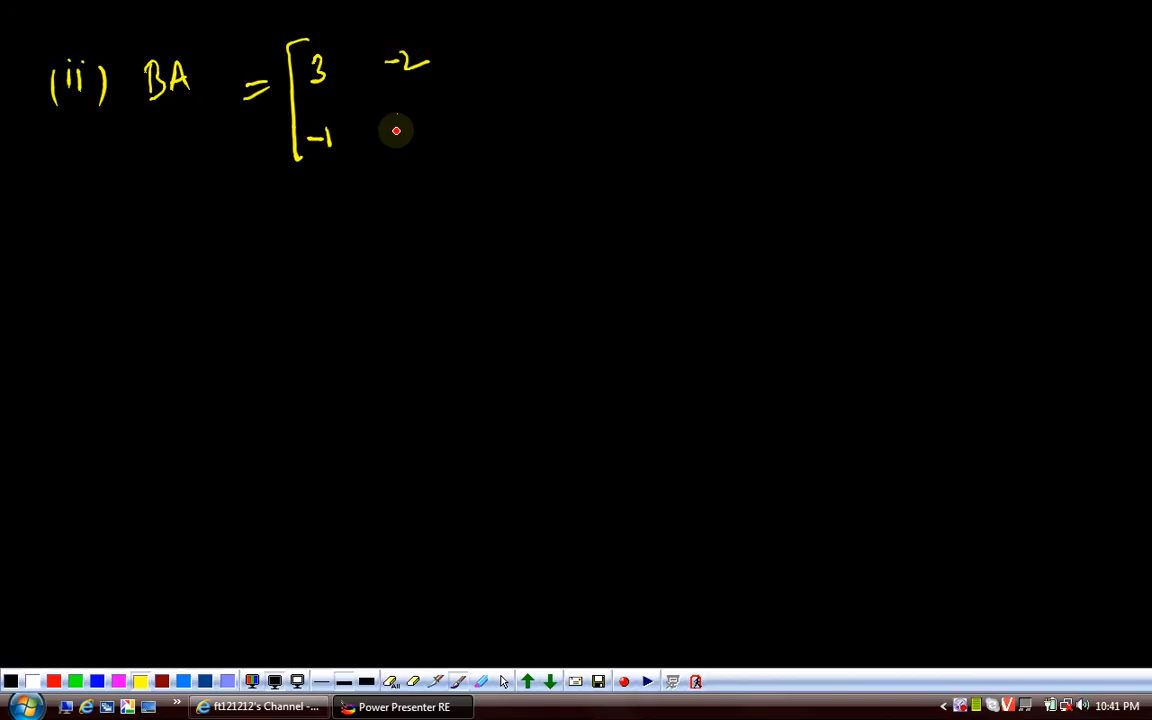 (ii) BA = [ 3 -2
-1
ft121212's Channel -...
Power Presenter RE
10:41 PM